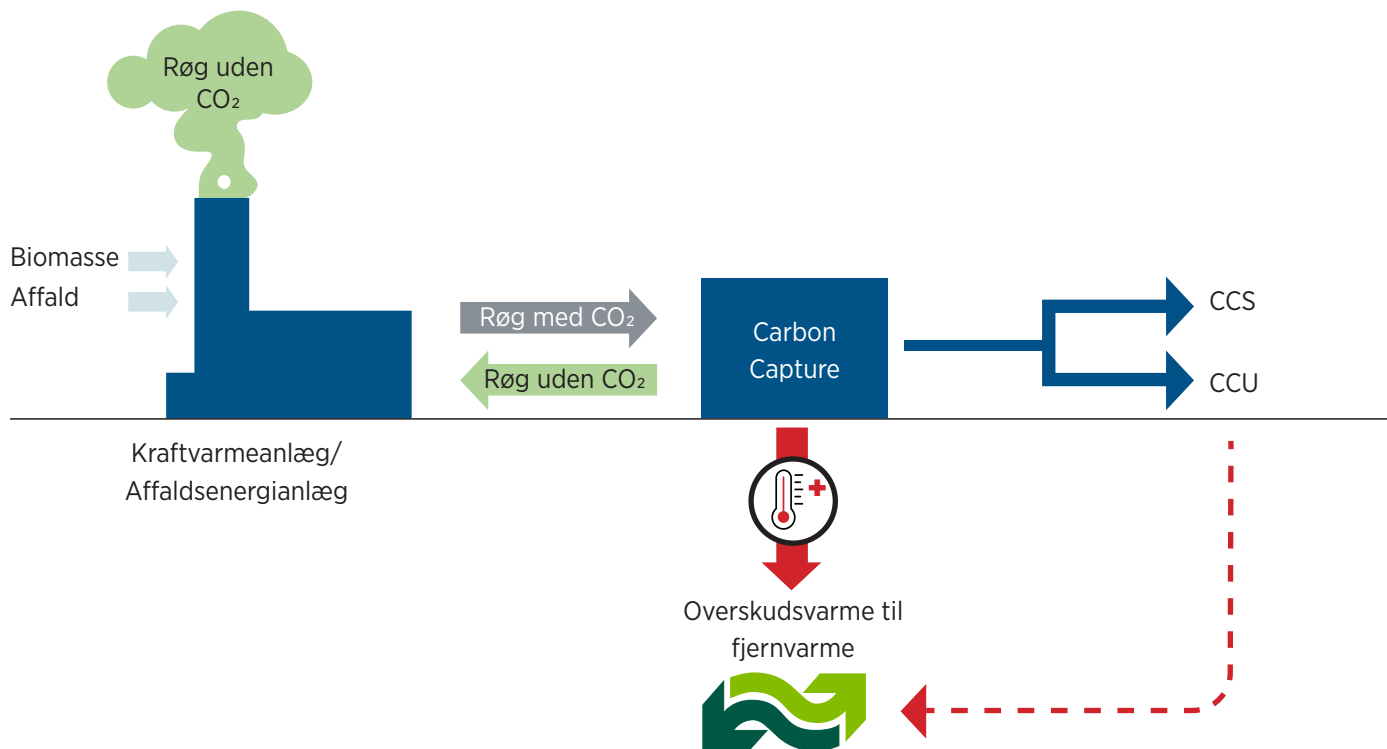 Røg uden
CO₂
Biomasse
Affald
Røg med CO₂
Røg uden CO₂
Carbon
Capture
CCS
CCU
Kraftvarmeanlæg/
Affaldsenergianlæg
Overskudsvarme til
fjernvarme